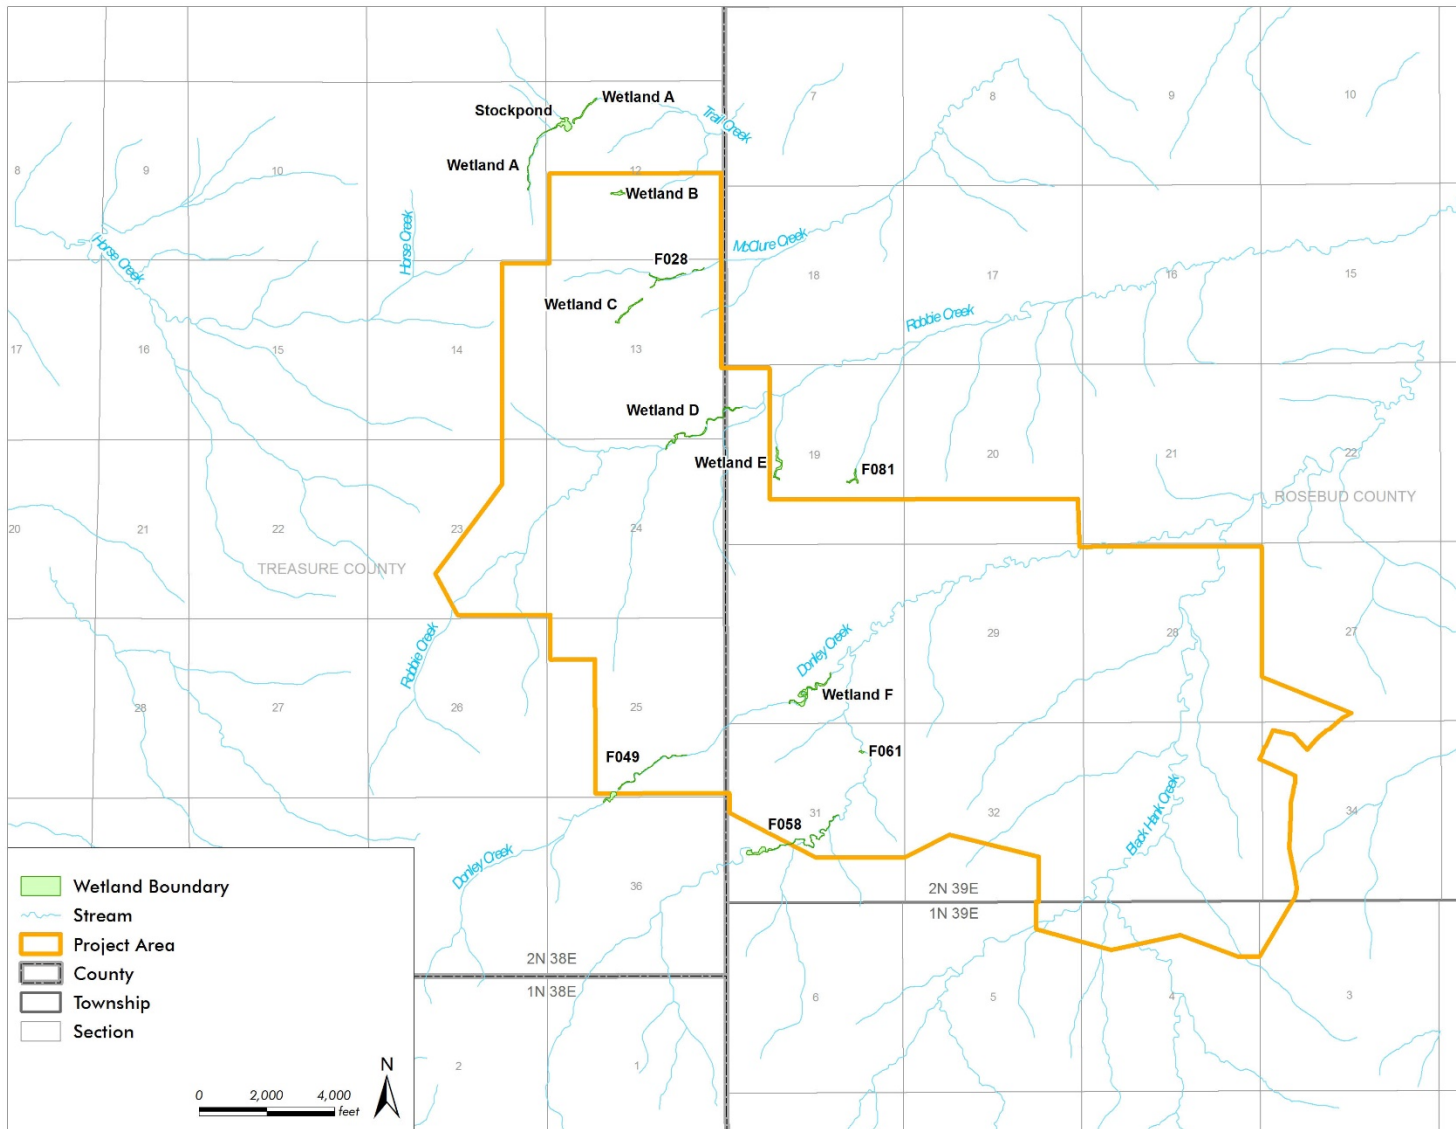 7
8
9
10
Wetland A
Stockpond
Trail Creek
Wetland A
8
9
10
12
Wetland B
Horse Creek
Horse Creek
McClure Creek
F028
18
17
16
15
Wetland C
Robbie Creek
17
16
15
14
13
Wetland D
Wetland E
19
F081
20
21
22
ROSEBUD COUNTY
20
21
22
23
24
TREASURE COUNTY
Robbie Creek
Donley Creek
29
28
27
Wetland F
28
27
26
25
F049
F061
Black Hank Creek
31
32
34
F058
Donley Creek
36
2N 39E
1N 39E
2N 38E
1N 38E
6
5
4
3
2
1
Wetland Boundary
Stream
Project Area
County
Township
Section
N
0 2,000 4,000
feet